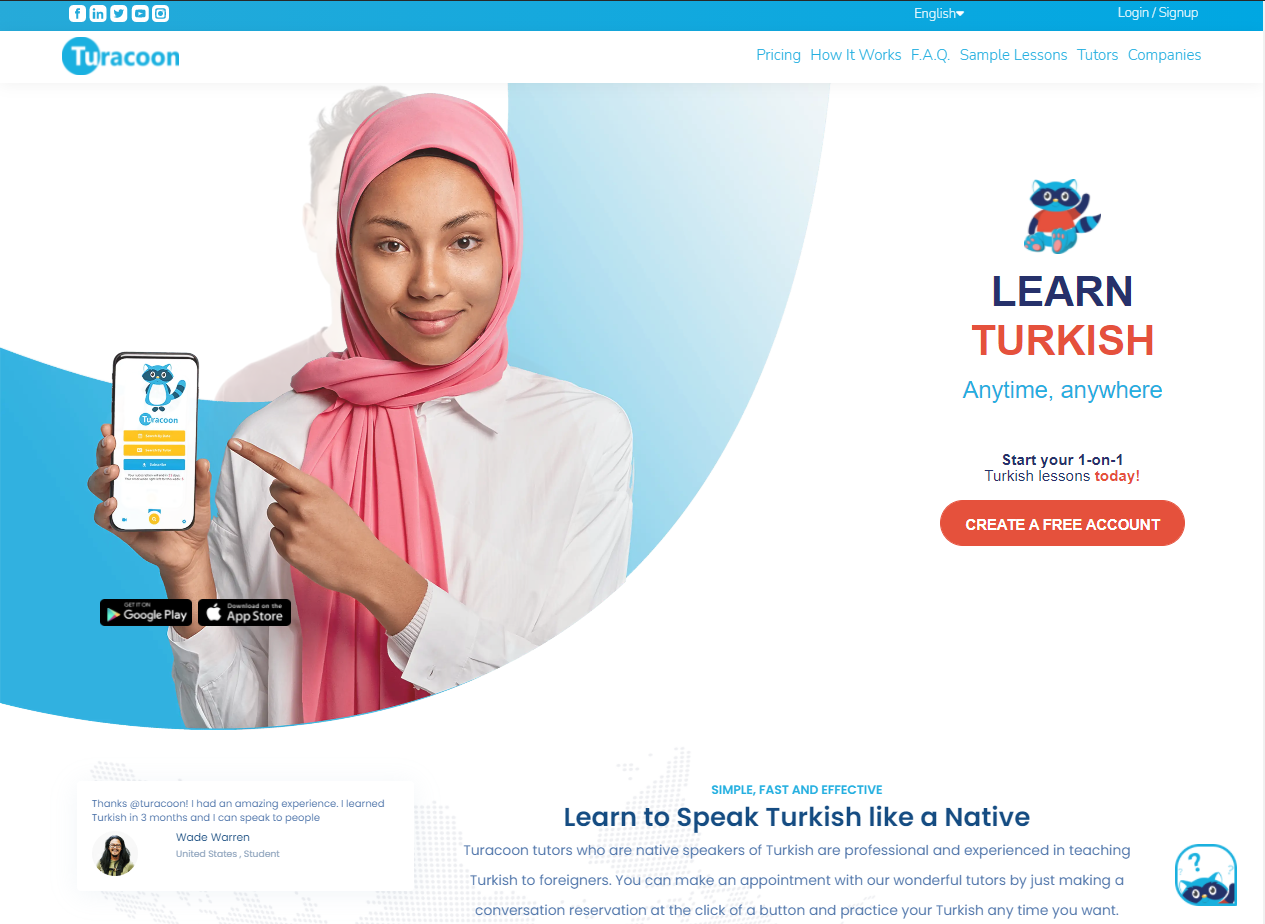 English
Login / Signup
Turacoon
Pricing How It Works F.A.Q. Sample Lessons Tutors Companies
LEARN
TURKISH
Anytime, anywhere
Start your 1-on-1
Turkish lessons today!
CREATE A FREE ACCOUNT
Turacoon
Subscribe
GET IT ON
Google Play
Download on the
App Store
Thanks @turacoon! I had an amazing experience. I learned
Turkish in 3 months and I can speak to people
Wade Warren
United States , Student
SIMPLE, FAST AND EFFECTIVE
Learn to Speak Turkish like a Native
Turacoon tutors who are native speakers of Turkish are professional and experienced in teaching
Turkish to foreigners. You can make an appointment with our wonderful tutors by just making a
conversation reservation at the click of a button and practice your Turkish any time you want.